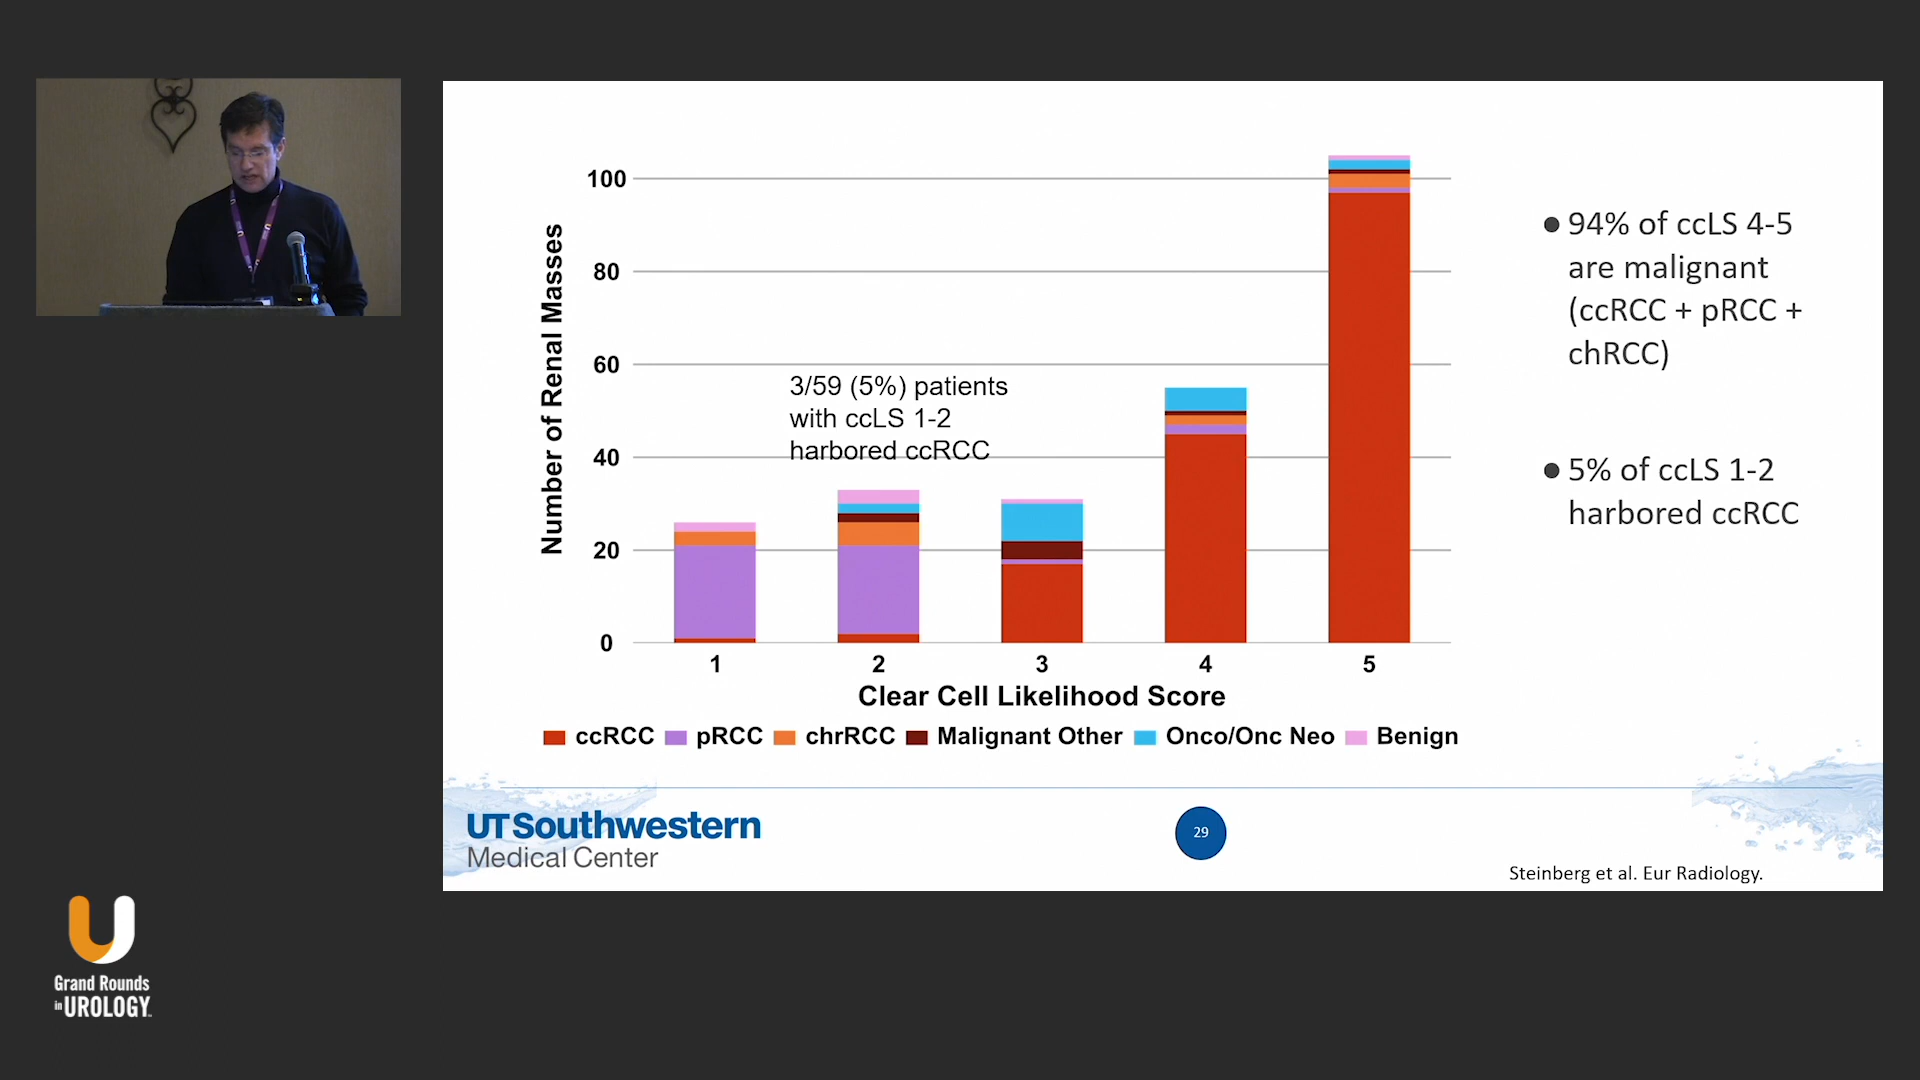 100
80
60
40
20
0
Number of Renal Masses
3/59 (5%) patients
with ccLS 1-2
harbored ccRCC
1 2 3 4 5
Clear Cell Likelihood Score
ccRCC pRCC chrRCC Malignant Other Onco/Onc Neo Benign
● 94% of ccLS 4-5
are malignant
(ccRCC + pRCC +
chRCC)
● 5% of ccLS 1-2
harbored ccRCC
UTSouthwestern
Medical Center
29
Steinberg et al. Eur Radiology.
Grand Rounds
in UROLOGY